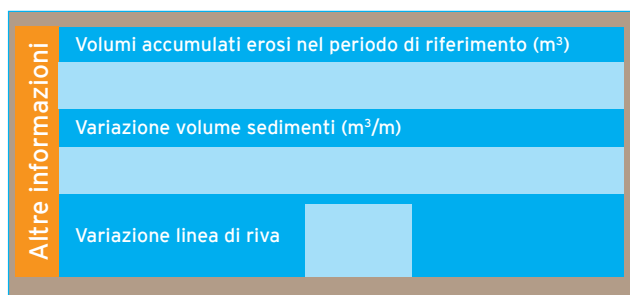 Altre informazioni
Volumi accumulati erosi nel periodo di riferimento (m³)
Variazione volume sedimenti (m³/m)
Variazione linea di riva